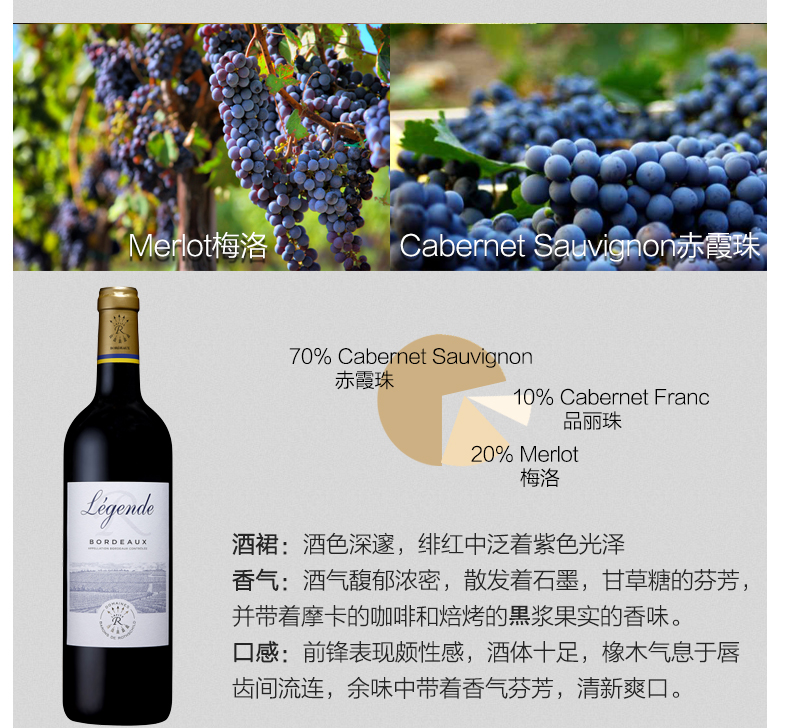 Merlot梅洛
Cabernet Sauvignon赤霞珠
70% Cabernet Sauvignon
赤霞珠
10% Cabernet Franc
品丽珠
20% Merlot
梅洛
Légende
BORDEAUX
酒裙：酒色深邃，绯红中泛着紫色光泽
香气：酒气馥郁浓密，散发着石墨，甘草糖的芬芳，
并带着摩卡的咖啡和焙烤的黑浆果实的香味。
口感：前锋表现颇性感，酒体十足，橡木气息于唇
齿间流连，余味中带着香气芬芳，清新爽口。